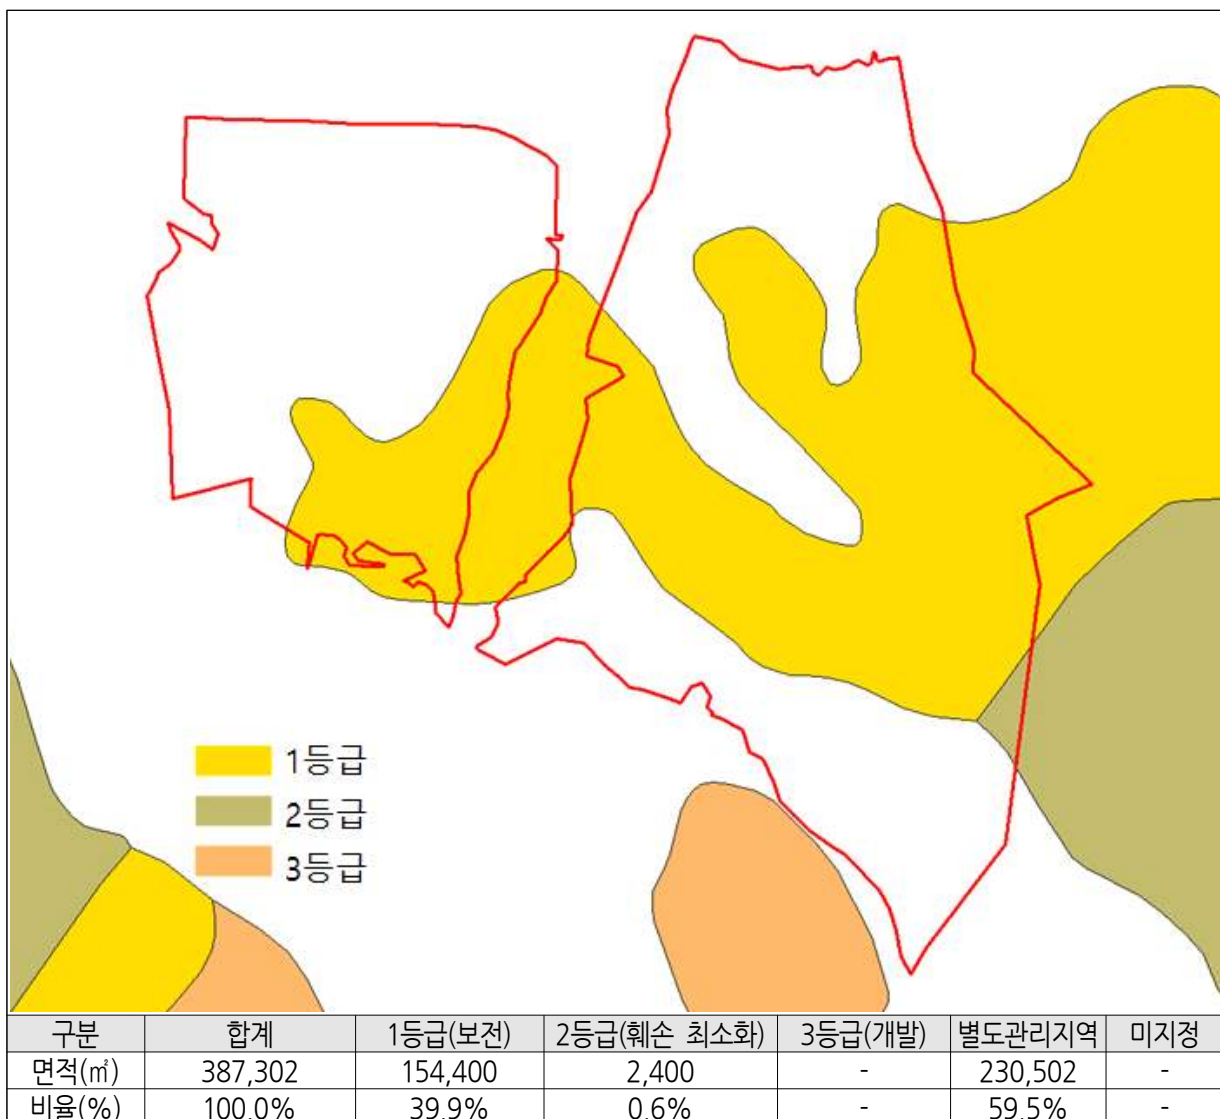 1등급
2등급
3등급
구분 합계 1등급(보전) 2등급(훼손 최소화) 3등급(개발) 별도관리지역 미지정
면적(㎡) 387,302 154,400 2,400 - 230,502 -
비율(%) 100.0% 39.9% 0.6% - 59.5% -